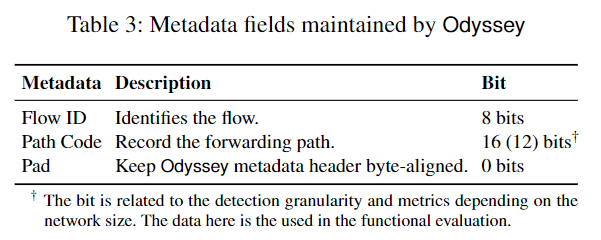 Table 3: Metadata fields maintained by Odyssey
Metadata Description Bit
Flow ID Identifies the flow. 8 bits
Path Code Record the forwarding path. 16 (12) bits†
Pad Keep Odyssey metadata header byte-aligned. 0 bits
† The bit is related to the detection granularity and metrics depending on the
network size. The data here is the used in the functional evaluation.